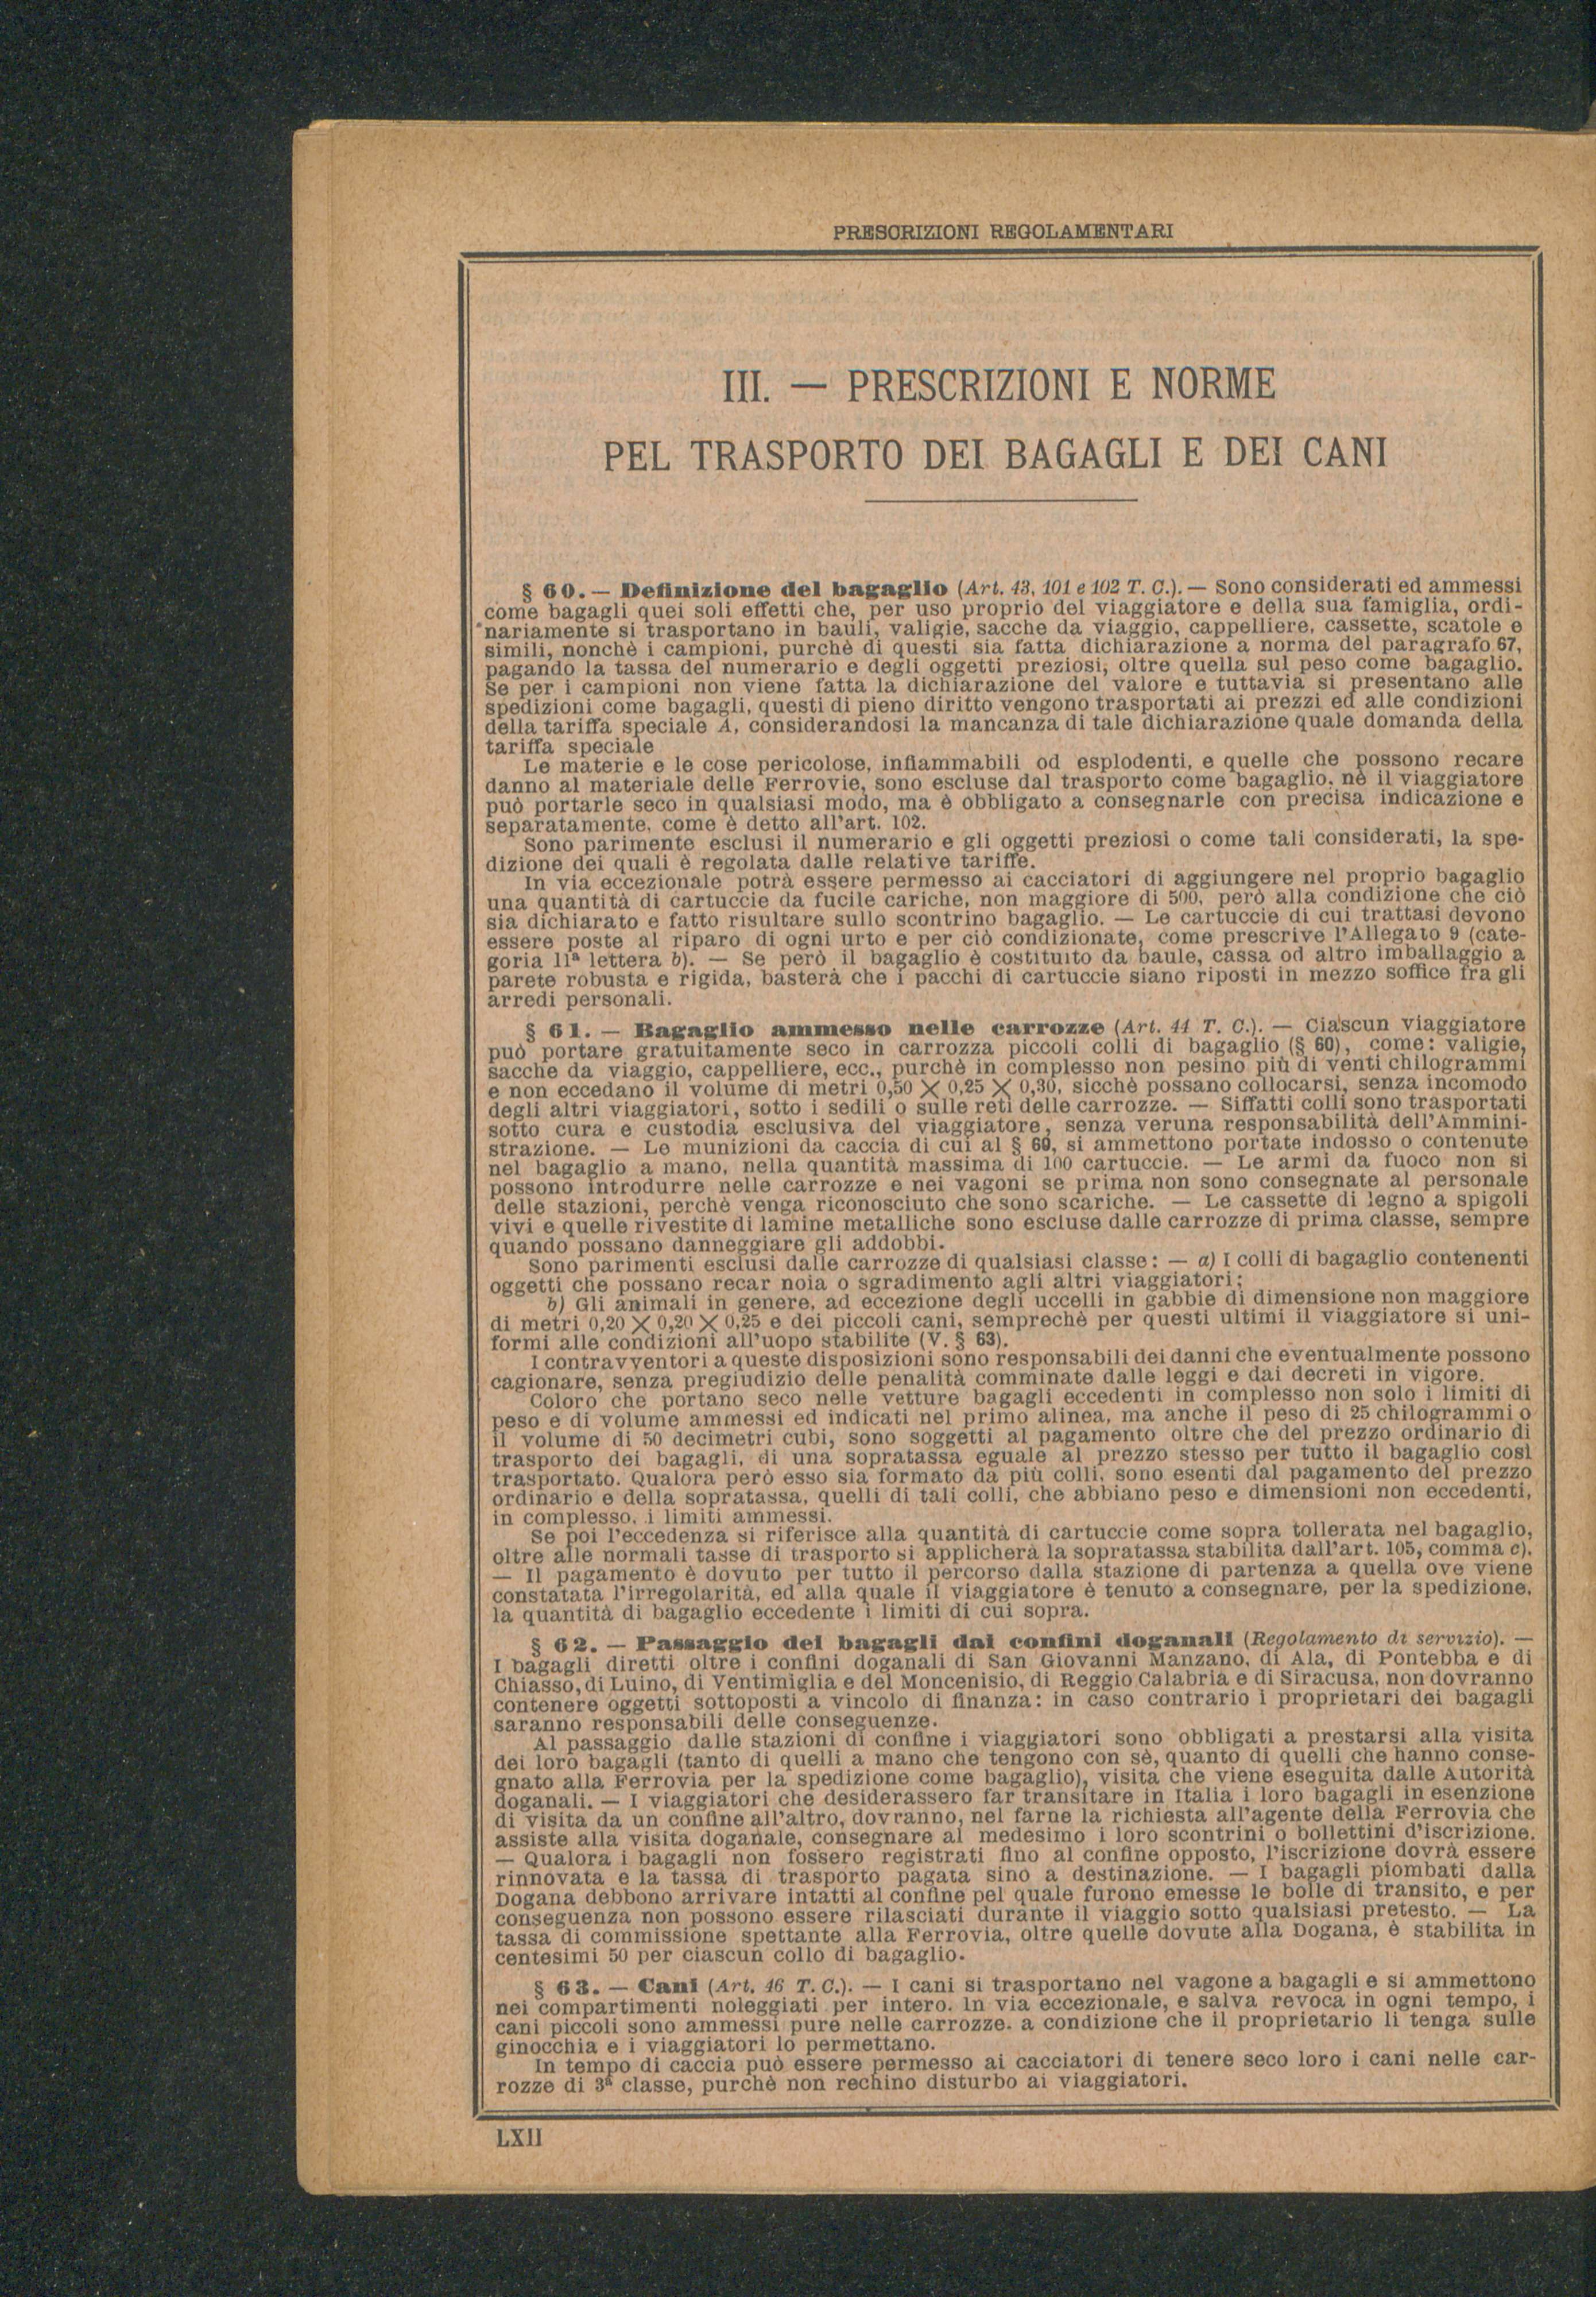 PRESCRIZIONI REGOLAMENTARI
III. — PRESCRIZIONI E NORME
PEL TRASPORTO DEI BAGAGLI E DEI CANI
§ 60. — Definizione del bagaglio (Art. 43, 101 e 102 T. C.). — Sono considerati ed ammessi
come bagagli quei soli effetti che, per uso proprio del viaggiatore e della sua famiglia, ordi-
nariamente si trasportano in bauli, valigie, sacche da viaggio, cappelliere, cassette, scatole e
simili, nonchè i campioni, purchè di questi sia fatta dichiarazione a norma del paragrafo 67,
pagando la tassa del numerario e degli oggetti preziosi, oltre quella sul peso come bagaglio.
Se per i campioni non viene fatta la dichiarazione del valore e tuttavia si presentano alle
spedizioni come bagagli, questi di pieno diritto vengono trasportati ai prezzi ed alle condizioni
della tariffa speciale A, considerandosi la mancanza di tale dichiarazione quale domanda della
tariffa speciale
Le materie e le cose pericolose, infiammabili od esplodenti, e quelle che possono recare
danno al materiale delle Ferrovie, sono escluse dal trasporto come bagaglio, nè il viaggiatore
può portarle seco in qualsiasi modo, ma è obbligato a consegnarle con precisa indicazione e
separatamente, come è detto all'art. 102.
Sono parimente esclusi il numerario e gli oggetti preziosi o come tali considerati, la spe-
dizione dei quali è regolata dalle relative tariffe.
In via eccezionale potrà essere permesso ai cacciatori di aggiungere nel proprio bagaglio
una quantità di cartuccie da fucile cariche, non maggiore di 500, però alla condizione che ciò
sia dichiarato e fatto risultare sullo scontrino bagaglio. — Le cartuccie di cui trattasi devono
essere poste al riparo di ogni urto e per ciò condizionate, come prescrive l'Allegato 9 (cate-
goria 11ª lettera b). — Se però il bagaglio è costituito da baule, cassa od altro imballaggio a
parete robusta e rigida, basterà che i pacchi di cartuccie siano riposti in mezzo soffice fra gli
arredi personali.
§ 61. — Bagaglio ammesso nelle carrozze (Art. 44 T. C.). — Ciascun viaggiatore
può portare gratuitamente seco in carrozza piccoli colli di bagaglio (§ 60), come: valigie,
sacche da viaggio, cappelliere, ecc., purchè in complesso non pesino più di venti chilogrammi
e non eccedano il volume di metri 0,50 × 0,25 × 0,30, sicchè possano collocarsi, senza incomodo
degli altri viaggiatori, sotto i sedili o sulle reti delle carrozze. — Siffatti colli sono trasportati
sotto cura e custodia esclusiva del viaggiatore, senza veruna responsabilità dell'Ammini-
strazione. — Le munizioni da caccia di cui al § 60, si ammettono portate indosso o contenute
nel bagaglio a mano, nella quantità massima di 100 cartuccie. — Le armi da fuoco non si
possono introdurre nelle carrozze e nei vagoni se prima non sono consegnate al personale
delle stazioni, perchè venga riconosciuto che sono scariche. — Le cassette di legno a spigoli
vivi e quelle rivestite di lamine metalliche sono escluse dalle carrozze di prima classe, sempre
quando possano danneggiare gli addobbi.
Sono parimenti esclusi dalle carrozze di qualsiasi classe: — a) I colli di bagaglio contenenti
oggetti che possano recar noia o sgradimento agli altri viaggiatori;
b) Gli animali in genere, ad eccezione degli uccelli in gabbie di dimensione non maggiore
di metri 0,20 × 0,20 × 0,25 e dei piccoli cani, semprechè per questi ultimi il viaggiatore si uni-
formi alle condizioni all'uopo stabilite (V. § 63).
I contravventori a queste disposizioni sono responsabili dei danni che eventualmente possono
cagionare, senza pregiudizio delle penalità comminate dalle leggi e dai decreti in vigore.
Coloro che portano seco nelle vetture bagagli eccedenti in complesso non solo i limiti di
peso e di volume ammessi ed indicati nel primo alinea, ma anche il peso di 25 chilogrammi o
il volume di 50 decimetri cubi, sono soggetti al pagamento oltre che del prezzo ordinario di
trasporto dei bagagli, di una sopratassa eguale al prezzo stesso per tutto il bagaglio così
trasportato. Qualora però esso sia formato da più colli, sono esenti dal pagamento del prezzo
ordinario e della sopratassa, quelli di tali colli, che abbiano peso e dimensioni non eccedenti,
in complesso, i limiti ammessi.
Se poi l'eccedenza si riferisce alla quantità di cartuccie come sopra tollerata nel bagaglio,
oltre alle normali tasse di trasporto si applicherà la sopratassa stabilita dall'art. 105, comma c).
— Il pagamento è dovuto per tutto il percorso dalla stazione di partenza a quella ove viene
constatata l'irregolarità, ed alla quale il viaggiatore è tenuto a consegnare, per la spedizione,
la quantità di bagaglio eccedente i limiti di cui sopra.
§ 62. — Passaggio dei bagagli dai confini doganali (Regolamento di servizio). —
I bagagli diretti oltre i confini doganali di San Giovanni Manzano, di Ala, di Pontebba e di
Chiasso, di Luino, di Ventimiglia e del Moncenisio, di Reggio Calabria e di Siracusa, non dovranno
contenere oggetti sottoposti a vincolo di finanza: in caso contrario i proprietari dei bagagli
saranno responsabili delle conseguenze.
Al passaggio dalle stazioni di confine i viaggiatori sono obbligati a prestarsi alla visita
dei loro bagagli (tanto di quelli a mano che tengono con sè, quanto di quelli che hanno conse-
gnato alla Ferrovia per la spedizione come bagaglio), visita che viene eseguita dalle Autorità
doganali. — I viaggiatori che desiderassero far transitare in Italia i loro bagagli in esenzione
di visita da un confine all'altro, dovranno, nel farne la richiesta all'agente della Ferrovia che
assiste alla visita doganale, consegnare al medesimo i loro scontrini o bollettini d'iscrizione.
— Qualora i bagagli non fossero registrati fino al confine opposto, l'iscrizione dovrà essere
rinnovata e la tassa di trasporto pagata sino a destinazione. — I bagagli piombati dalla
Dogana debbono arrivare intatti al confine pel quale furono emesse le bolle di transito, e per
conseguenza non possono essere rilasciati durante il viaggio sotto qualsiasi pretesto. — La
tassa di commissione spettante alla Ferrovia, oltre quelle dovute alla Dogana, è stabilita in
centesimi 50 per ciascun collo di bagaglio.
§ 63. — Cani (Art. 46 T. C.). — I cani si trasportano nel vagone a bagagli e si ammettono
nei compartimenti noleggiati per intero. In via eccezionale, e salva revoca in ogni tempo, i
cani piccoli sono ammessi pure nelle carrozze, a condizione che il proprietario li tenga sulle
ginocchia e i viaggiatori lo permettano.
In tempo di caccia può essere permesso ai cacciatori di tenere seco loro i cani nelle car-
rozze di 3ª classe, purchè non rechino disturbo ai viaggiatori.
LXII